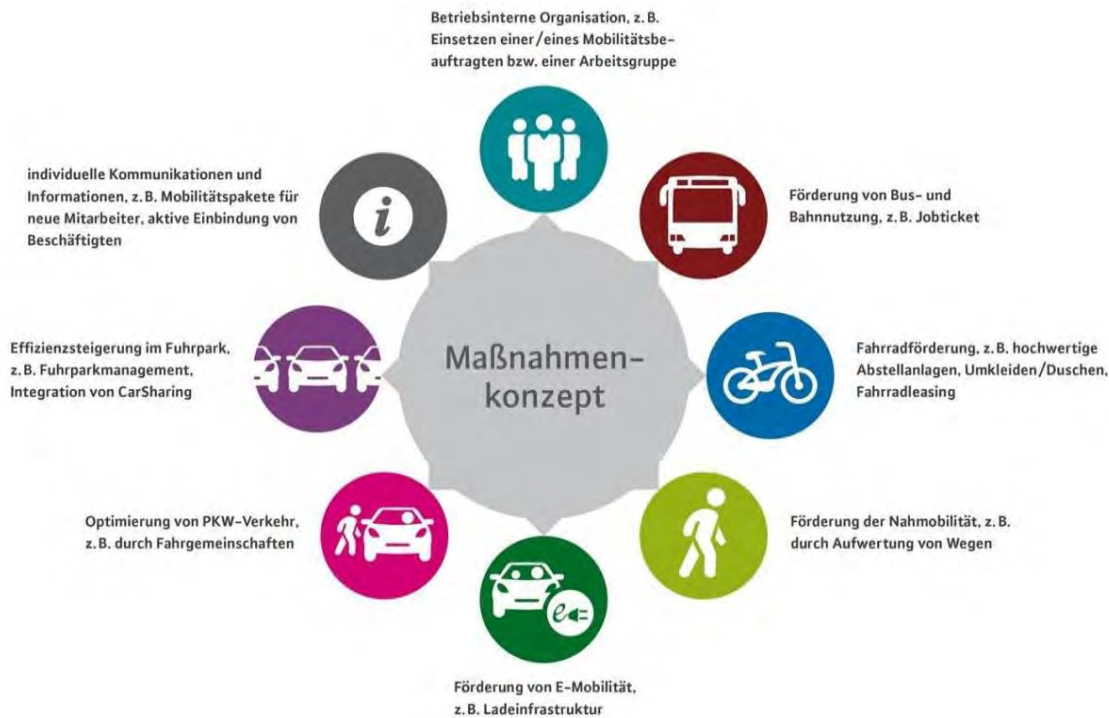 Betriebsinterne Organisation, z. B.
Einsetzen einer/eines Mobilitätsbe-
auftragten bzw. einer Arbeitsgruppe
individuelle Kommunikationen und
Informationen, z. B. Mobilitätspakete für
neue Mitarbeiter, aktive Einbindung von
Beschäftigten
i
Förderung von Bus- und
Bahnnutzung, z. B. Jobticket
Effizienzsteigerung im Fuhrpark,
z. B. Fuhrparkmanagement,
Integration von CarSharing
Maßnahmen-
konzept
Fahrradförderung, z. B. hochwertige
Abstellanlagen, Umkleiden/Duschen,
Fahrradleasing
Optimierung von PKW-Verkehr,
z. B. durch Fahrgemeinschaften
Förderung der Nahmobilität, z. B.
durch Aufwertung von Wegen
e
Förderung von E-Mobilität,
z. B. Ladeinfrastruktur